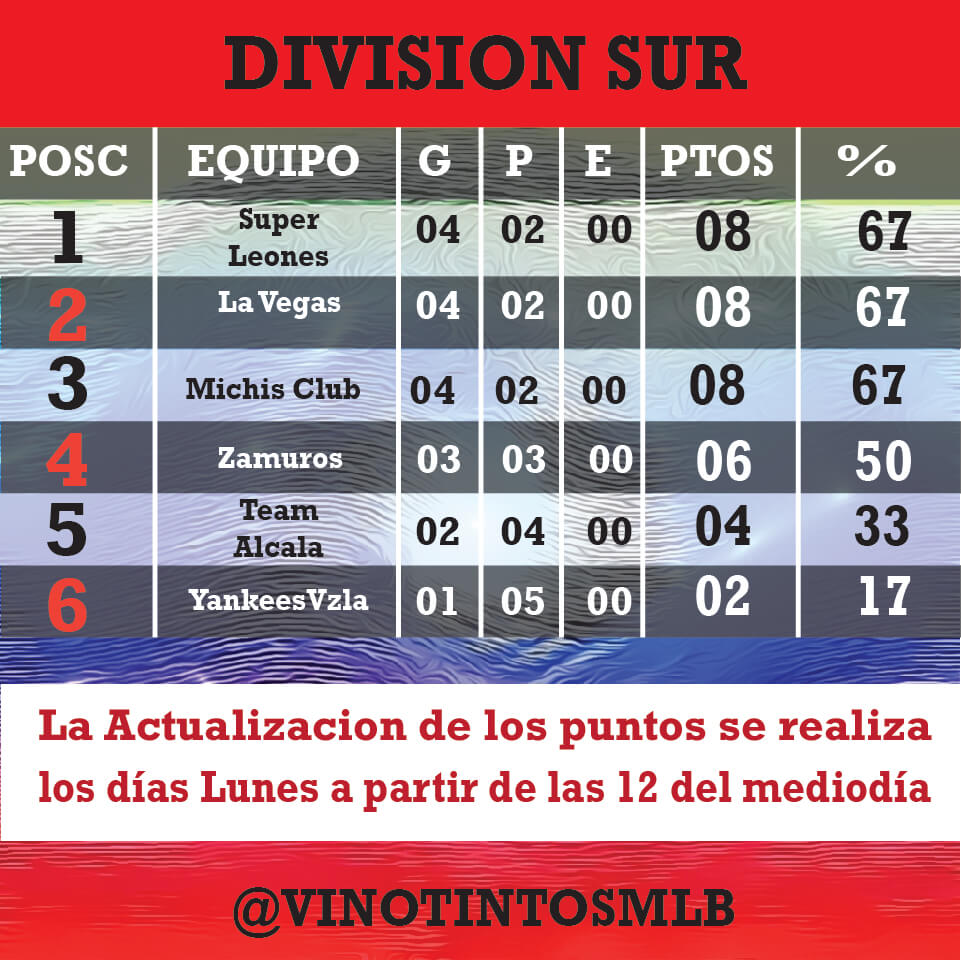 DIVISION SUR
POSC EQUIPO G P E PTOS %
1 Super Leones 04 02 00 08 67
2 La Vegas 04 02 00 08 67
3 Michis Club 04 02 00 08 67
4 Zamuros 03 03 00 06 50
5 Team Alcala 02 04 00 04 33
6 YankeesVzla 01 05 00 02 17
La Actualizacion de los puntos se realiza
los días Lunes a partir de las 12 del mediodía
@VINOTINTOSMLB